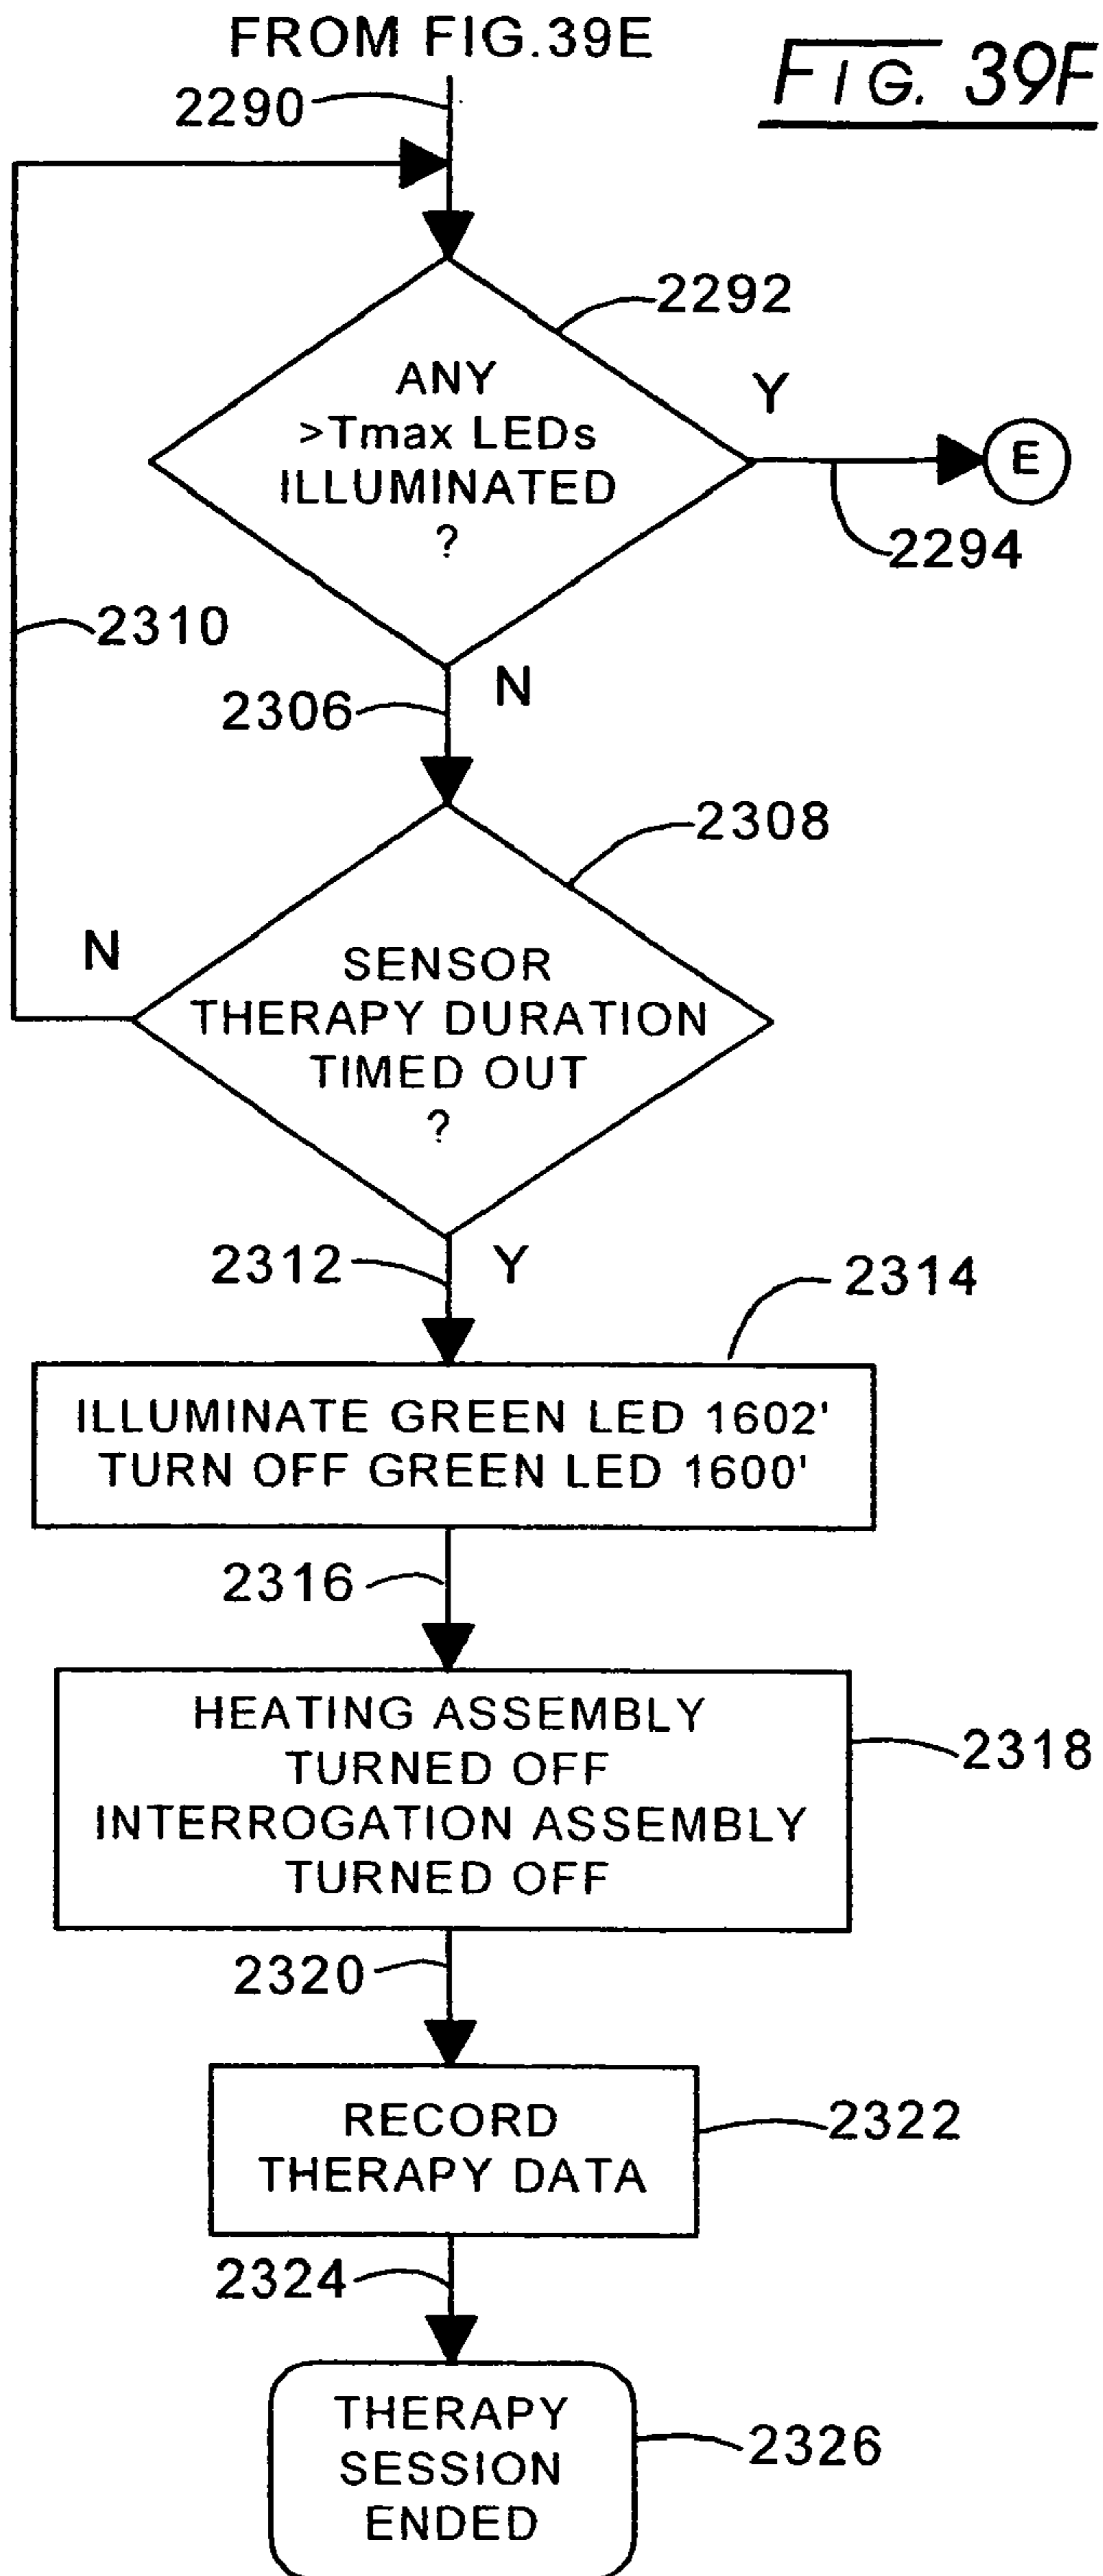 FROM FIG.39E
FIG. 39F
2290
2292
ANY
>Tmax LEDs
ILLUMINATED
?
Y
E
2294
2310
N
2306
2308
N
SENSOR
THERAPY DURATION
TIMED OUT
?
2312
Y
2314
ILLUMINATE GREEN LED 1602'
TURN OFF GREEN LED 1600'
2316
HEATING ASSEMBLY
TURNED OFF
INTERROGATION ASSEMBLY
TURNED OFF
2318
2320
RECORD
THERAPY DATA
2322
2324
THERAPY
SESSION
ENDED
2326